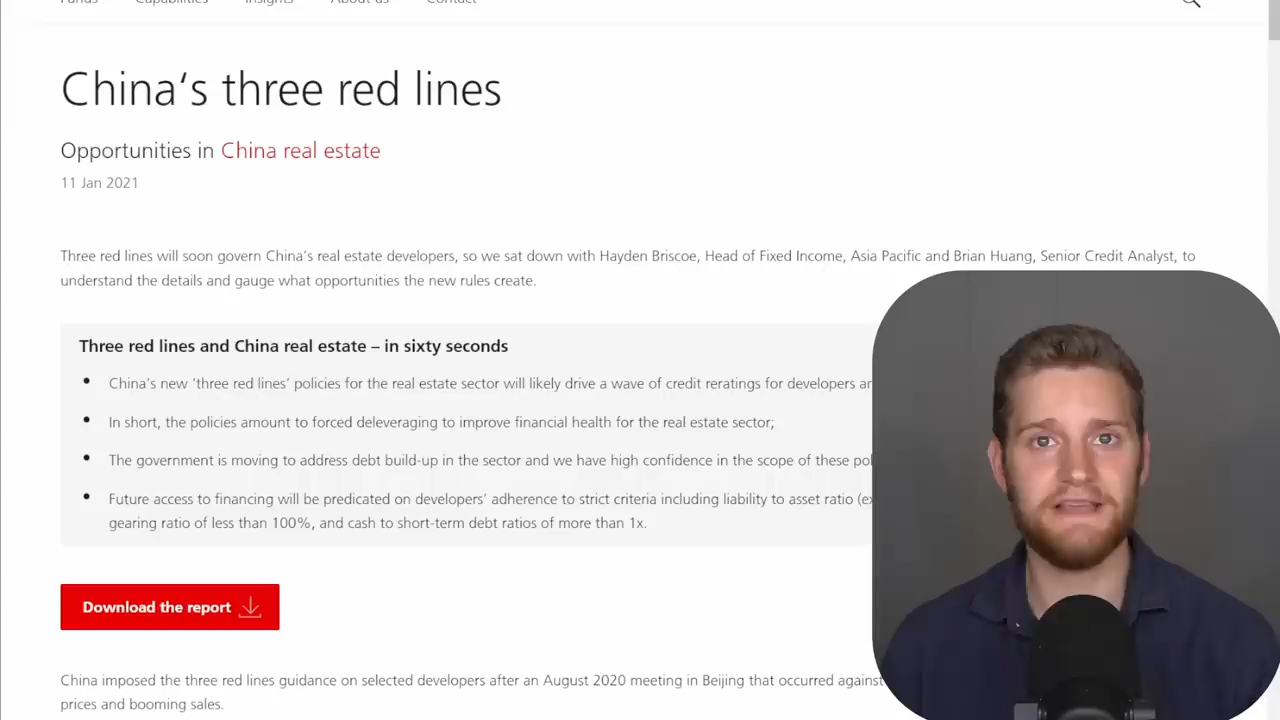 Funds Capabilities Insights About us Contact
China‘s three red lines
Opportunities in China real estate
11 Jan 2021
Three red lines will soon govern China’s real estate developers, so we sat down with Hayden Briscoe, Head of Fixed Income, Asia Pacific and Brian Huang, Senior Credit Analyst, to
understand the details and gauge what opportunities the new rules create.
Three red lines and China real estate – in sixty seconds
China’s new ‘three red lines’ policies for the real estate sector will likely drive a wave of credit reratings for developers
In short, the policies amount to forced deleveraging to improve financial health for the real estate sector;
The government is moving to address debt build-up in the sector and we have high confidence in the scope of these
Future access to financing will be predicated on developers’ adherence to strict criteria including liability to asset ratio
gearing ratio of less than 100%, and cash to short-term debt ratios of more than 1x.
Download the report
China imposed the three red lines guidance on selected developers after an August 2020 meeting in Beijing that occurred against
prices and booming sales.